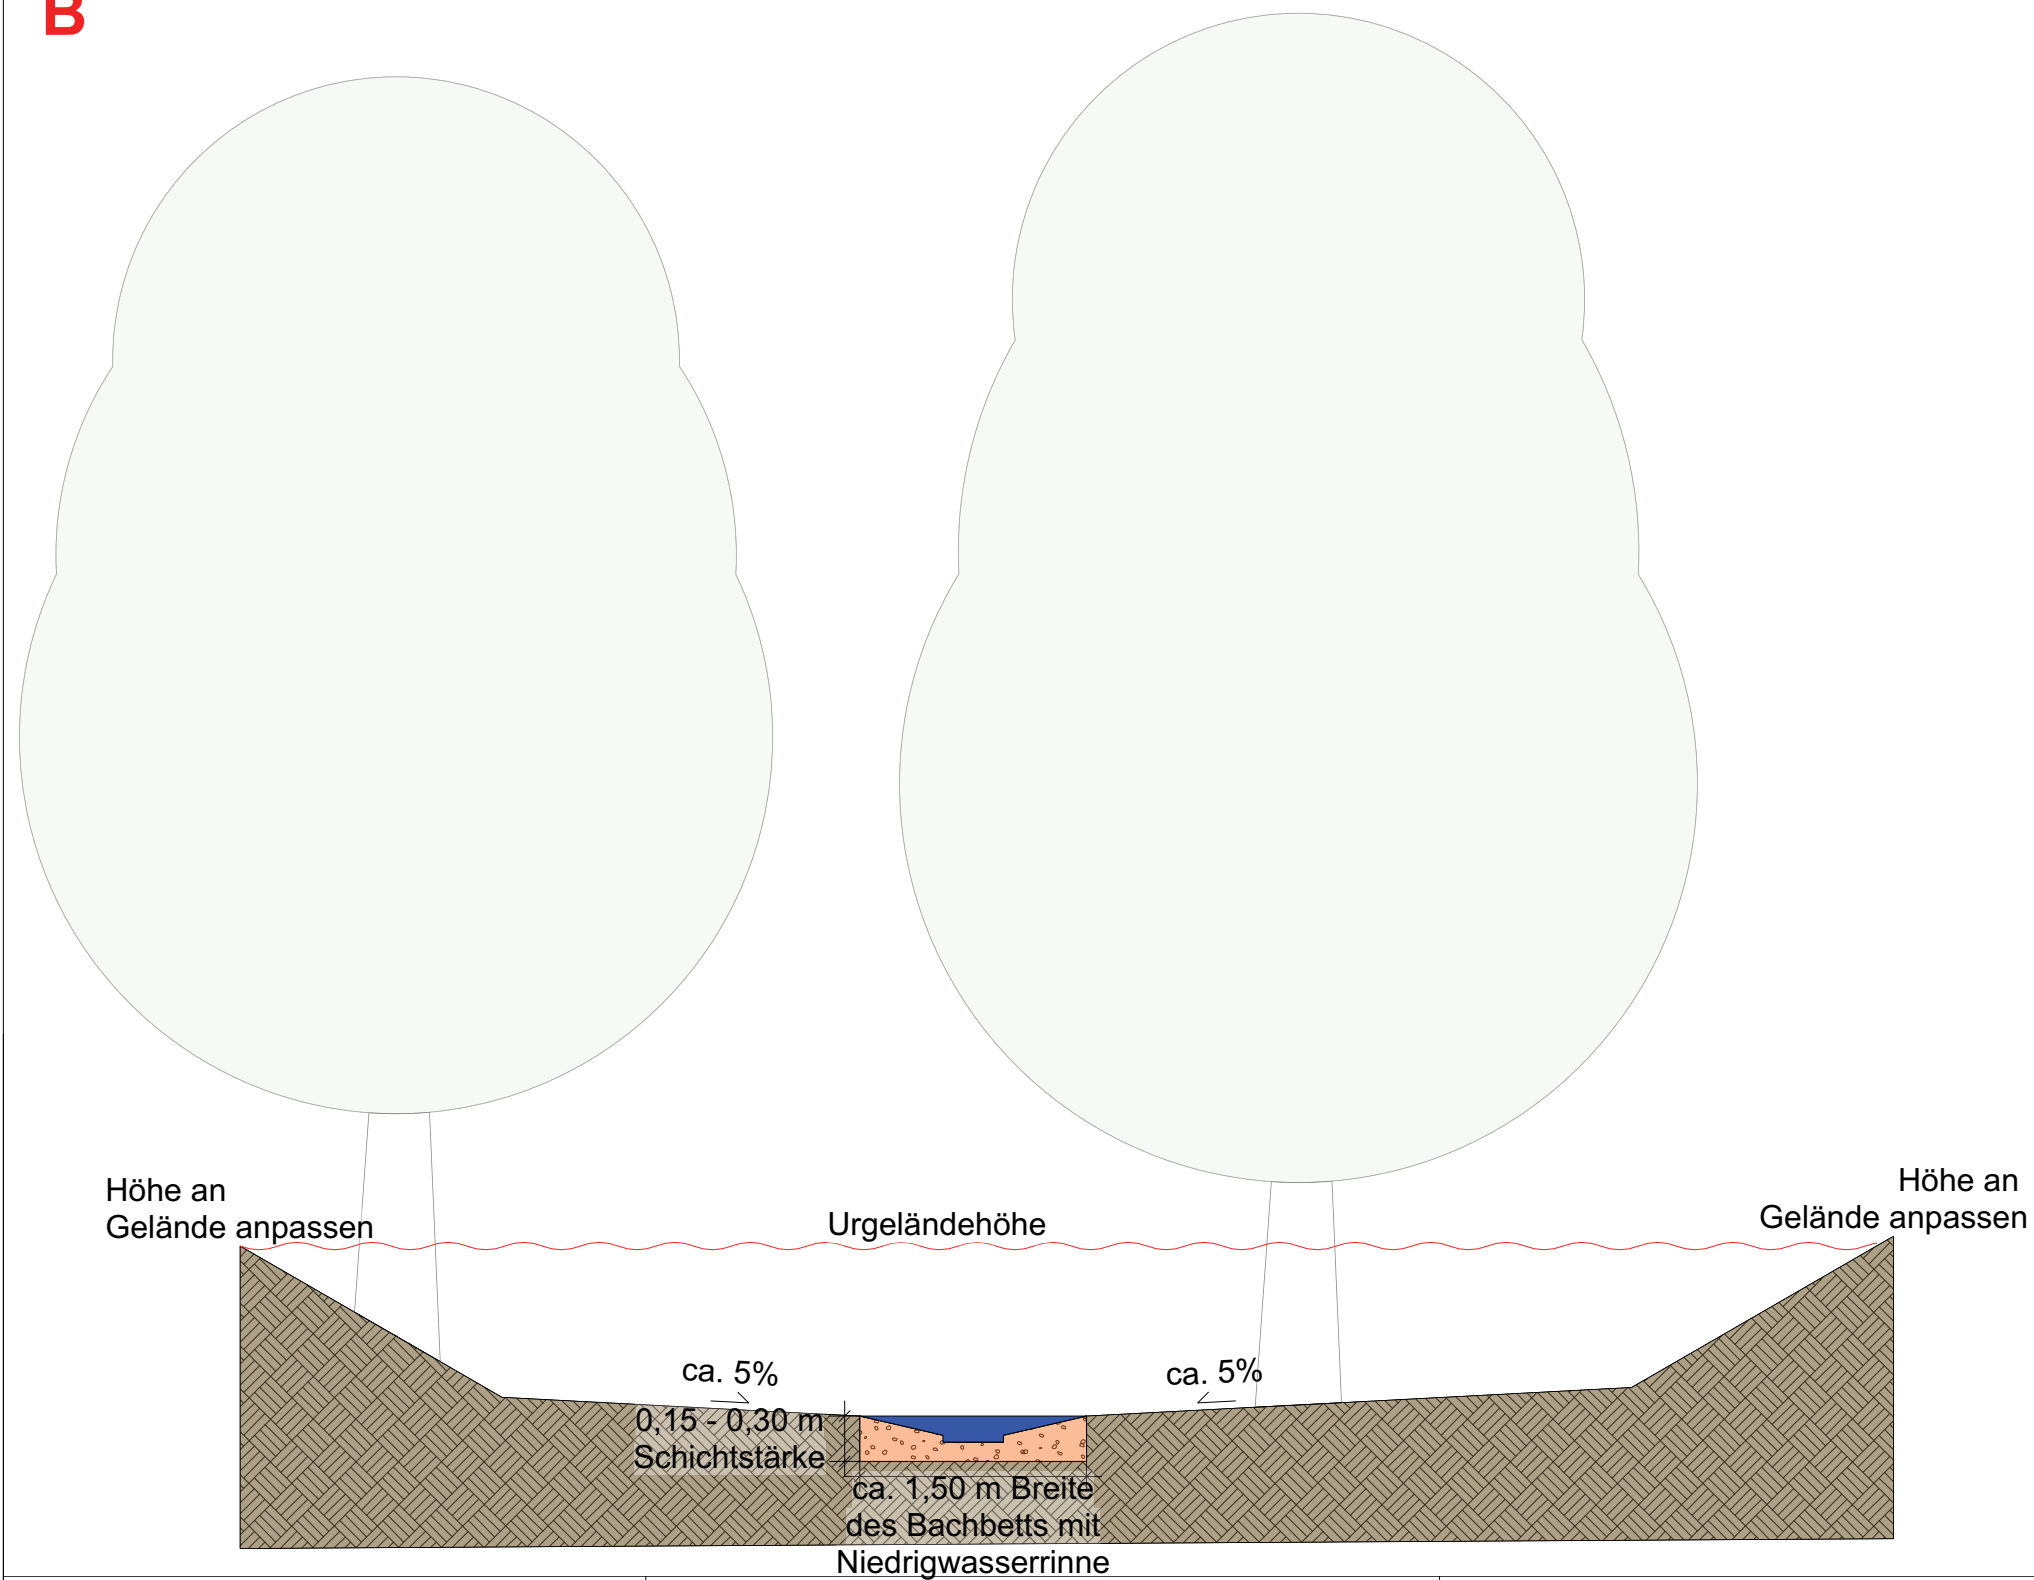 B
Höhe an
Gelände anpassen
Urgeländehöhe
Höhe an
Gelände anpassen
ca. 5%
ca. 5%
0,15 - 0,30 m
Schichtstärke
ca. 1,50 m Breite
des Bachbetts mit
Niedrigwasserrinne